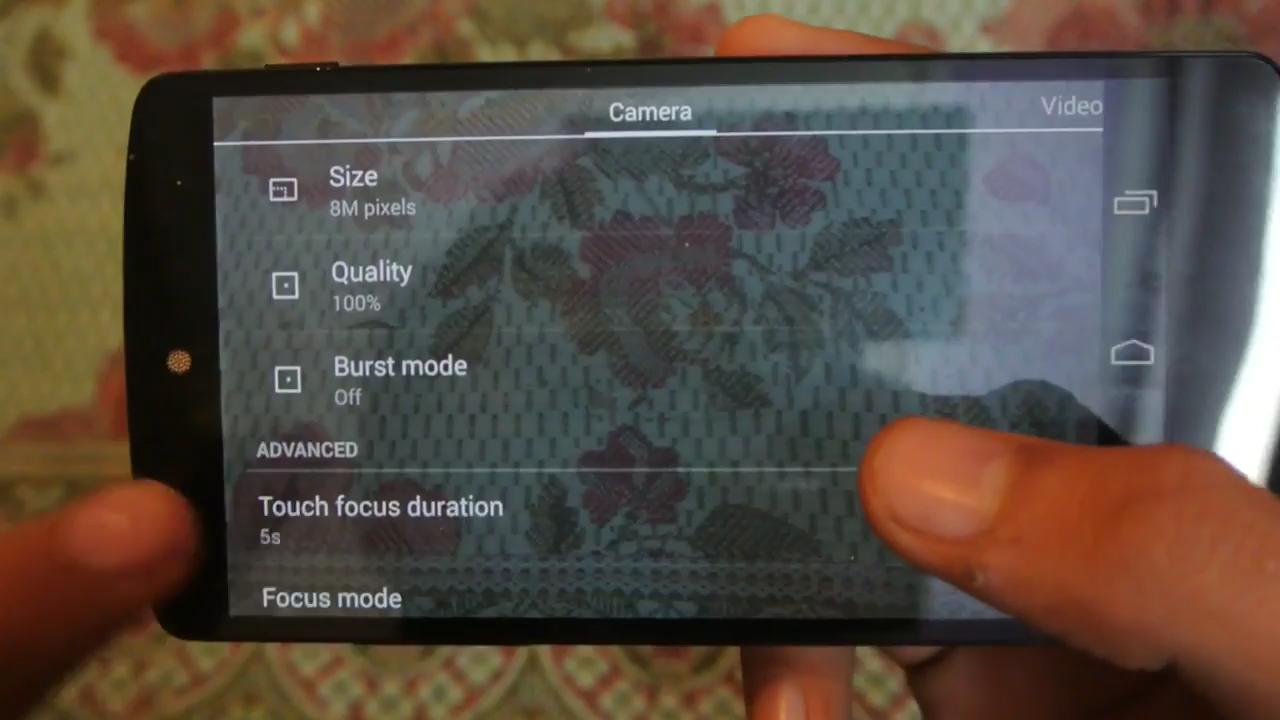 Camera
Video
Size
8M pixels
Quality
100%
Burst mode
Off
ADVANCED
Touch focus duration
5s
Focus mode